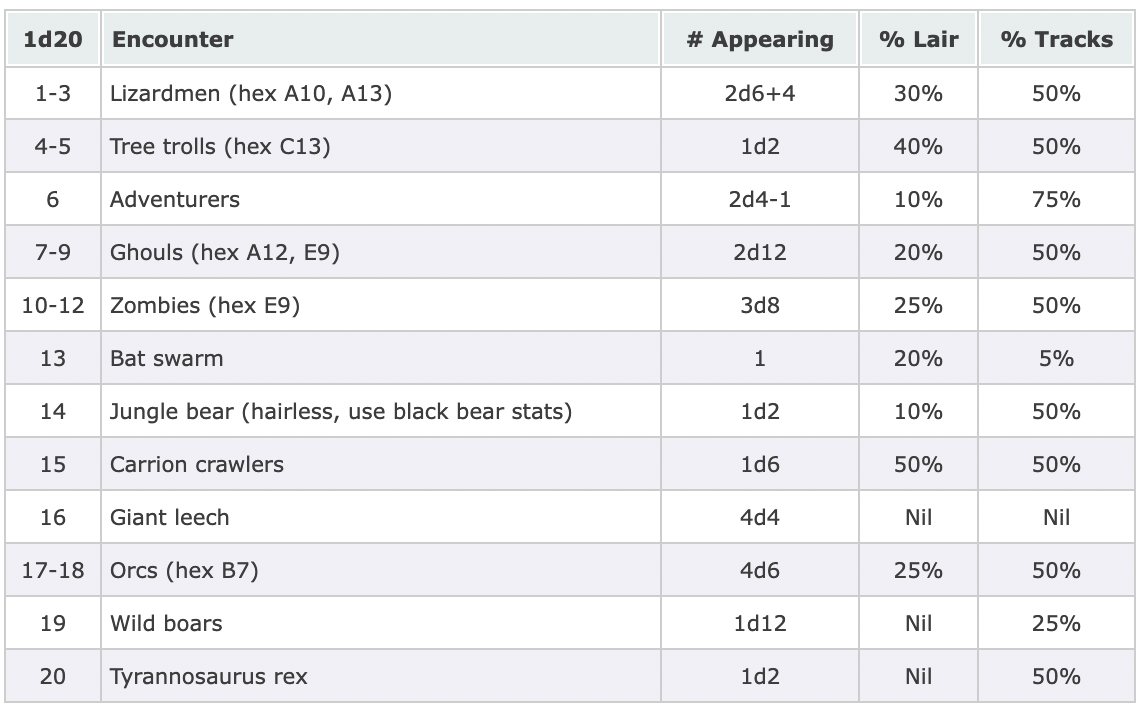 1d20 Encounter # Appearing % Lair % Tracks
1-3 Lizardmen (hex A10, A13) 2d6+4 30% 50%
4-5 Tree trolls (hex C13) 1d2 40% 50%
6 Adventurers 2d4-1 10% 75%
7-9 Ghouls (hex A12, E9) 2d12 20% 50%
10-12 Zombies (hex E9) 3d8 25% 50%
13 Bat swarm 1 20% 5%
14 Jungle bear (hairless, use black bear stats) 1d2 10% 50%
15 Carrion crawlers 1d6 50% 50%
16 Giant leech 4d4 Nil Nil
17-18 Orcs (hex B7) 4d6 25% 50%
19 Wild boars 1d12 Nil 25%
20 Tyrannosaurus rex 1d2 Nil 50%